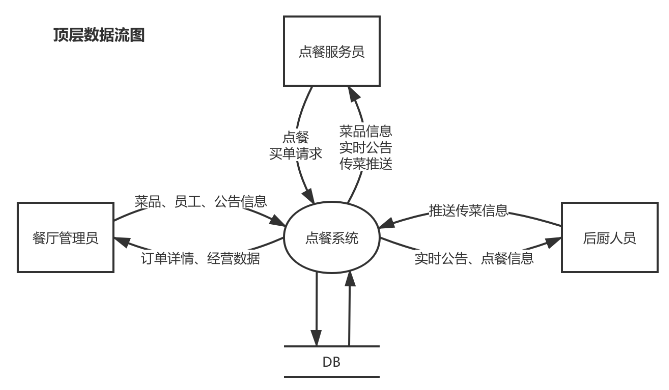 顶层数据流图
点餐服务员
点餐
买单请求
菜品信息
实时公告
传菜推送
菜品、员工、公告信息
推送传菜信息
餐厅管理员
点餐系统
后厨人员
订单详情、经营数据
实时公告、点餐信息
DB